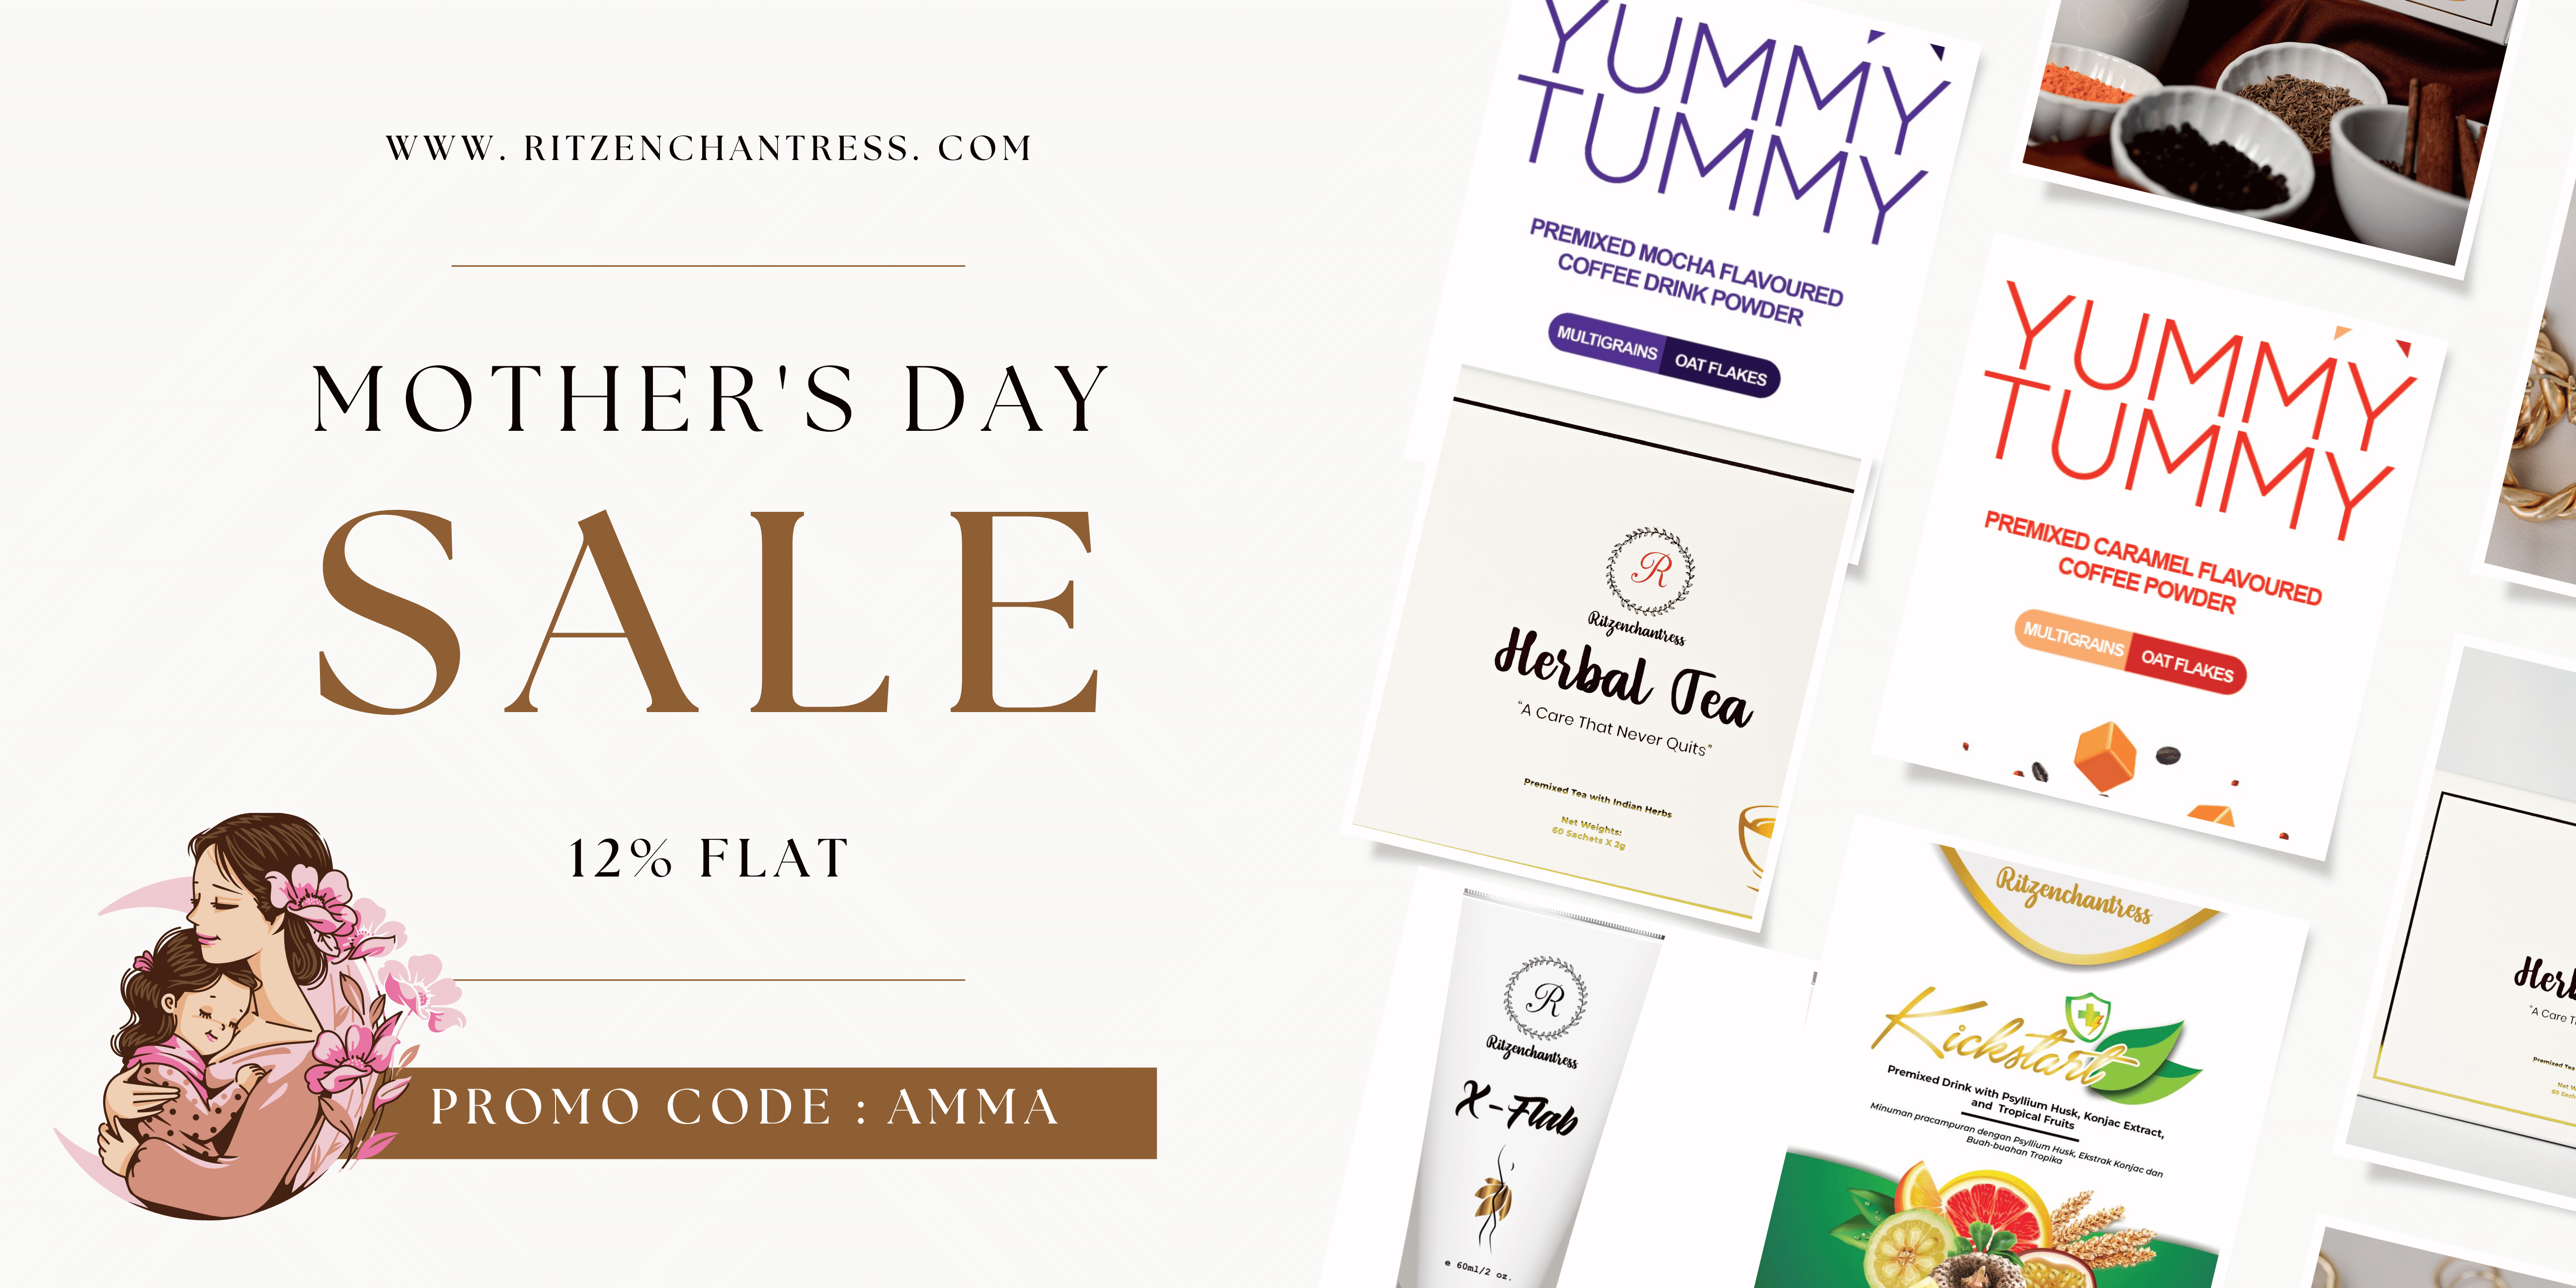 WWW. RITZENCHANTRESS. COM
MOTHER'S DAY
SALE
12% FLAT
PROMO CODE : AMMA
YUMMY
TUMMY
PREMIXED MOCHA FLAVOURED
COFFEE DRINK POWDER
MULTIGRAINS OAT FLAKES
R
Ritzenchantress
Herbal Tea
"A Care That Never Quits"
Premixed Tea with Indian Herbs
Net Weights:
60 Sachets X 2g
R
Ritzenchantress
X-Flab
e 60ml/2 oz.
YUMMY
TUMMY
PREMIXED CARAMEL FLAVOURED
COFFEE POWDER
MULTIGRAINS OAT FLAKES
Ritzenchantress
Kickstart
Premixed Drink with Psyllium Husk, Konjac Extract,
and Tropical Fruits
Minuman pracampuran dengan Psyllium Husk, Ekstrak Konjac dan
Buah-buahan Tropika
"A Care